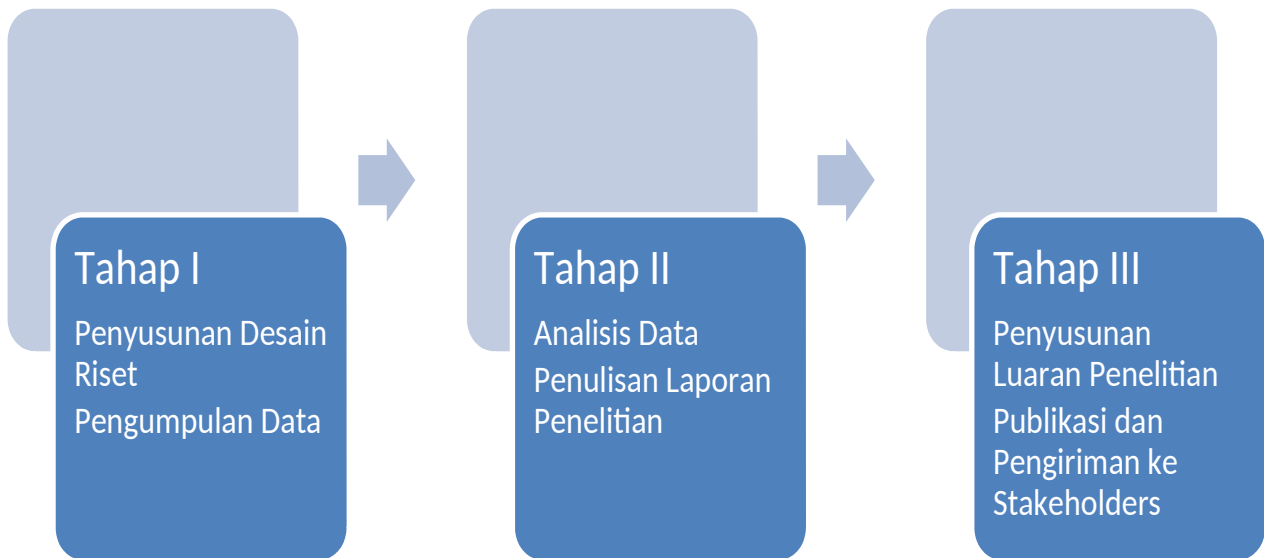 Tahap I
Penyusunan Desain
Riset
Pengumpulan Data
Tahap II
Analisis Data
Penulisan Laporan
Penelitian
Tahap III
Penyusunan
Luaran Penelitian
Publikasi dan
Pengiriman ke
Stakeholders